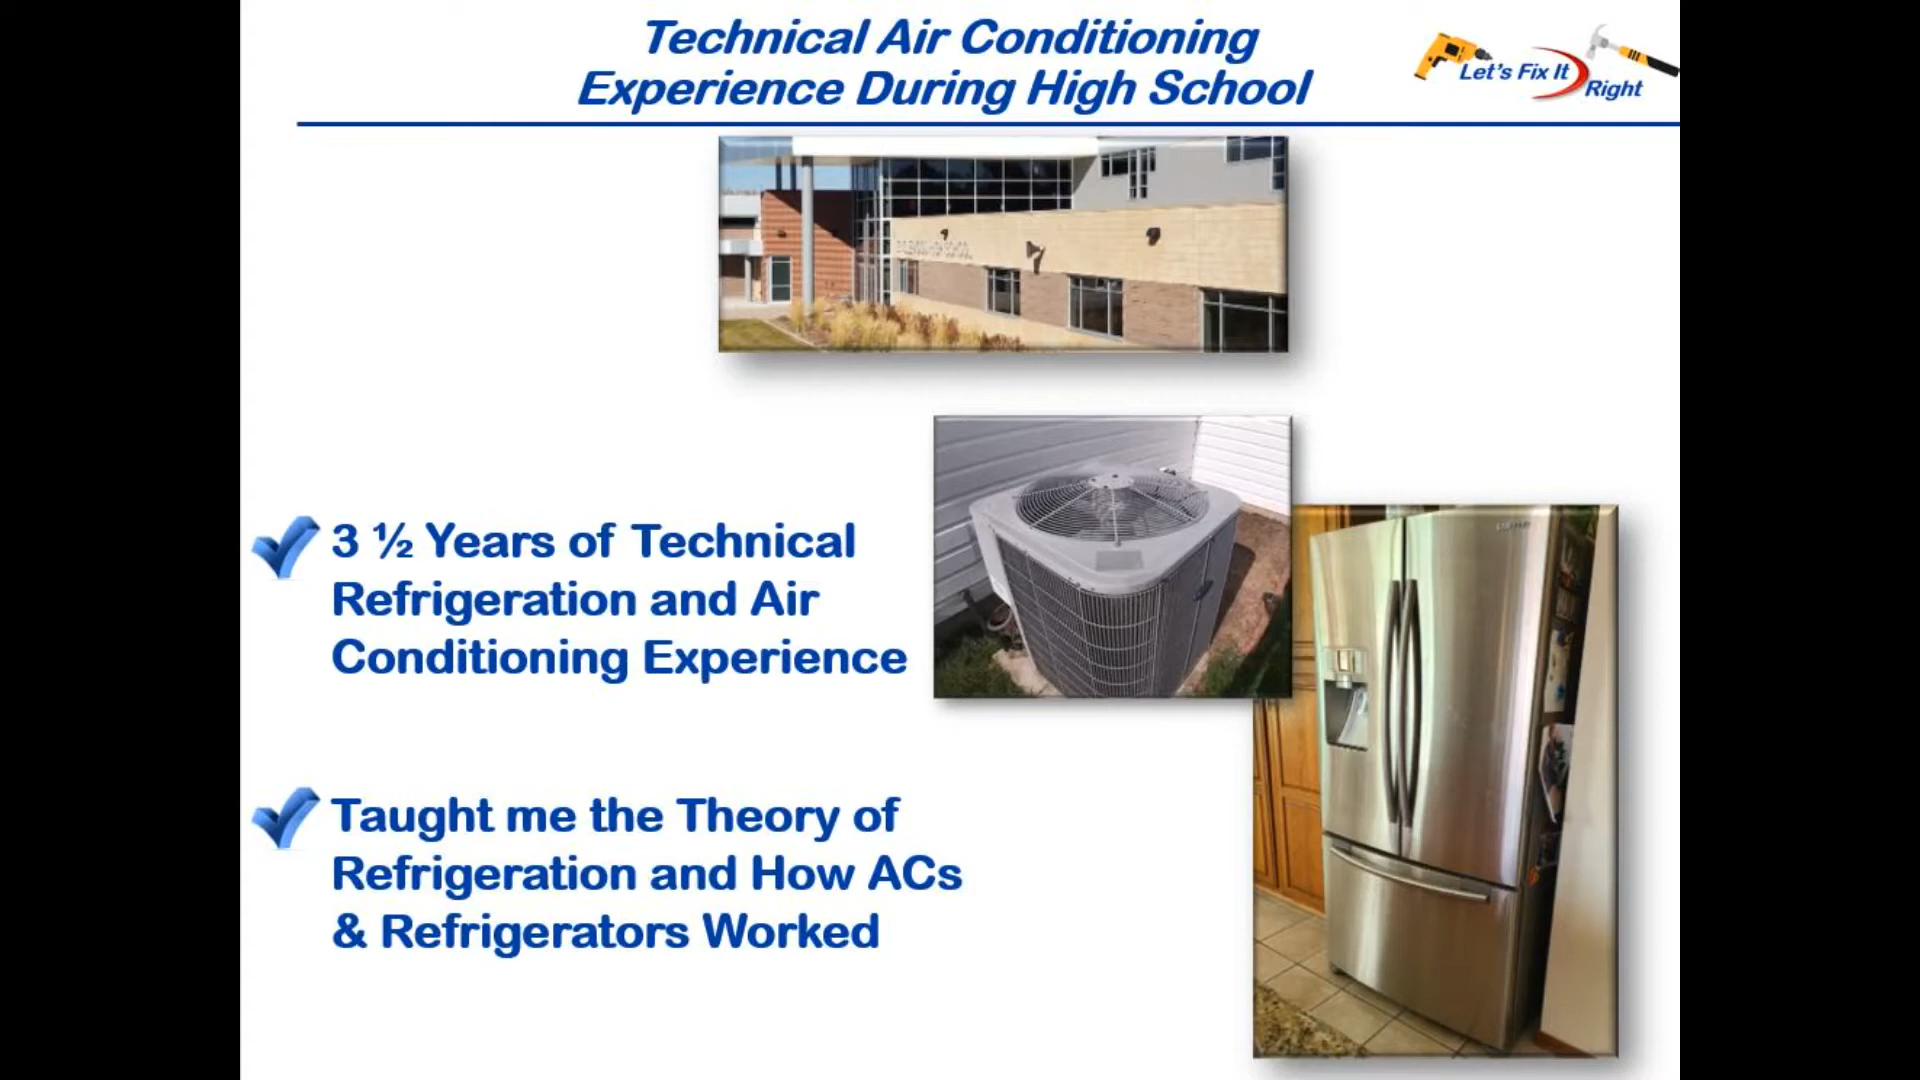 Technical Air Conditioning
Experience During High School
Let's Fix It
Right
3 ½ Years of Technical
Refrigeration and Air
Conditioning Experience
Taught me the Theory of
Refrigeration and How ACs
& Refrigerators Worked